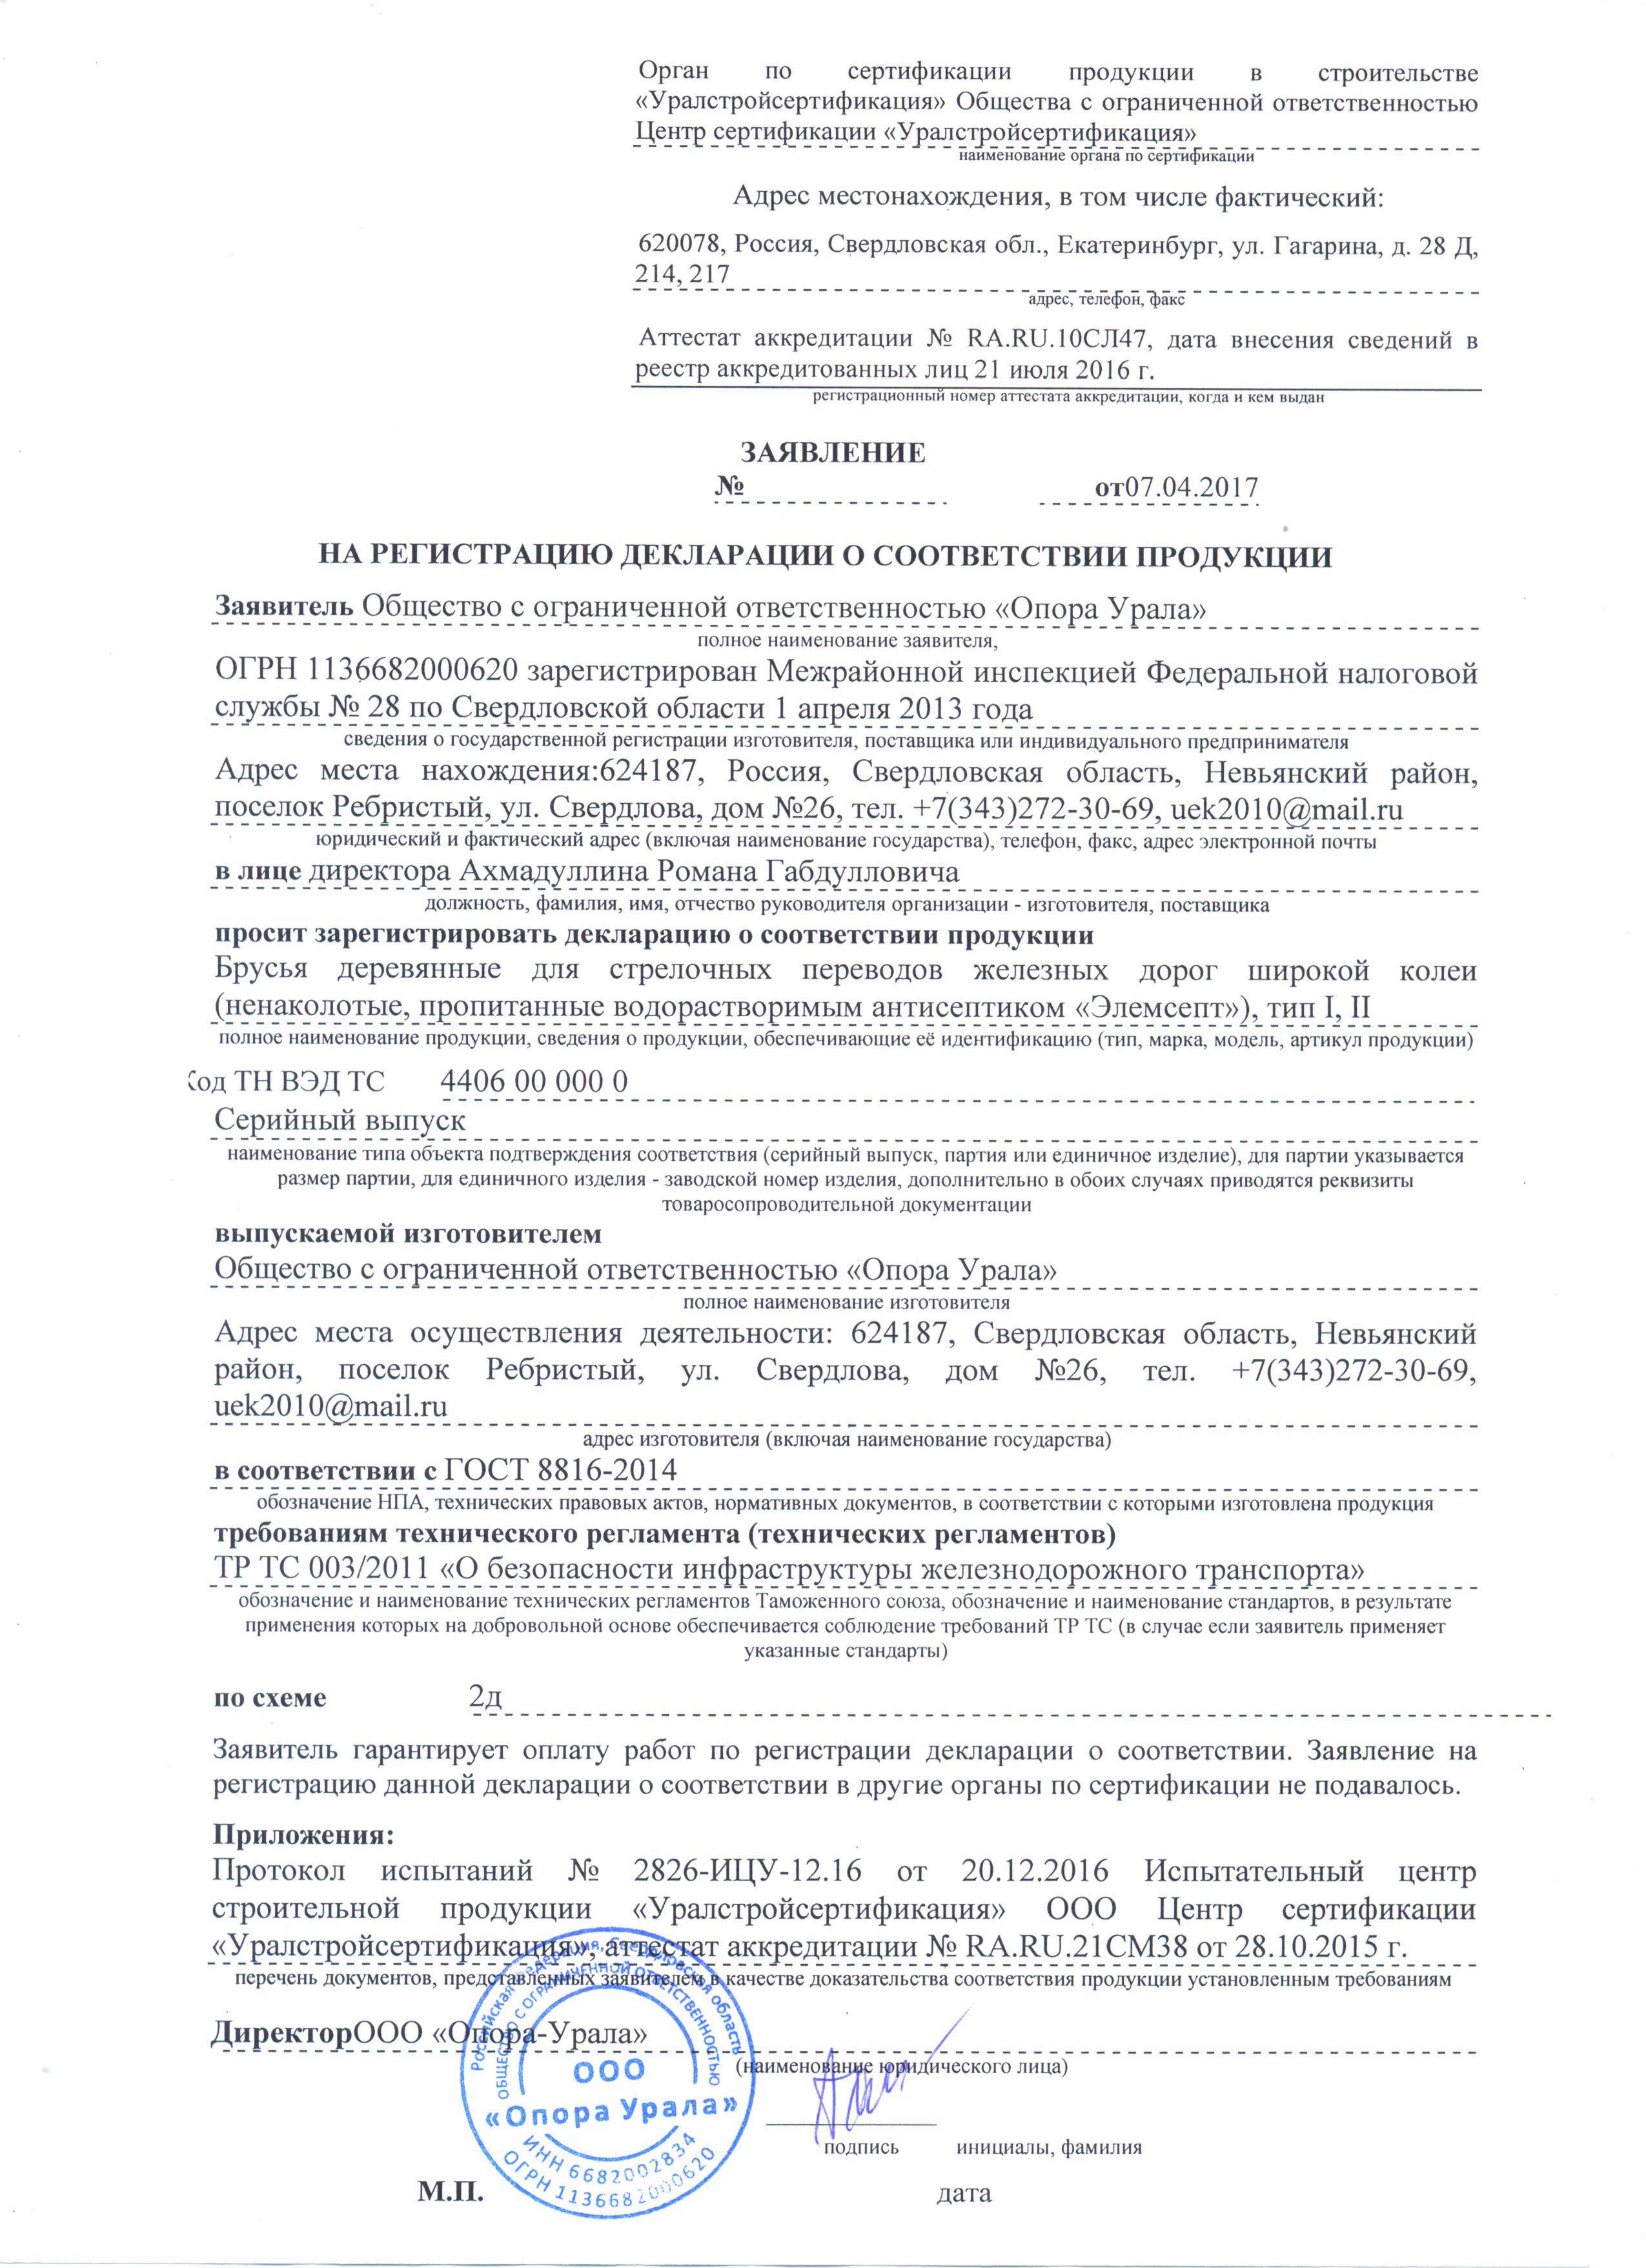 Орган по сертификации продукции в строительстве
«Уралстройсертификация» Общества с ограниченной ответственностью
Центр сертификации «Уралстройсертификация»
наименование органа по сертификации
Адрес местонахождения, в том числе фактический:
620078, Россия, Свердловская обл., Екатеринбург, ул. Гагарина, д. 28 Д,
214, 217
адрес, телефон, факс
Аттестат аккредитации № RA.RU.10СЛ47, дата внесения сведений в
реестр аккредитованных лиц 21 июля 2016 г.
регистрационный номер аттестата аккредитации, когда и кем выдан
ЗАЯВЛЕНИЕ
№ от07.04.2017
НА РЕГИСТРАЦИЮ ДЕКЛАРАЦИИ О СООТВЕТСТВИИ ПРОДУКЦИИ
Заявитель Общество с ограниченной ответственностью «Опора Урала»
полное наименование заявителя,
ОГРН 1136682000620 зарегистрирован Межрайонной инспекцией Федеральной налоговой
службы № 28 по Свердловской области 1 апреля 2013 года
сведения о государственной регистрации изготовителя, поставщика или индивидуального предпринимателя
Адрес места нахождения:624187, Россия, Свердловская область, Невьянский район,
поселок Ребристый, ул. Свердлова, дом №26, тел. +7(343)272-30-69, uek2010@mail.ru
юридический и фактический адрес (включая наименование государства), телефон, факс, адрес электронной почты
в лице директора Ахмадуллина Романа Габдулловича
должность, фамилия, имя, отчество руководителя организации - изготовителя, поставщика
просит зарегистрировать декларацию о соответствии продукции
Брусья деревянные для стрелочных переводов железных дорог широкой колеи
(ненаколотые, пропитанные водорастворимым антисептиком «Элемсепт»), тип I, II
полное наименование продукции, сведения о продукции, обеспечивающие её идентификацию (тип, марка, модель, артикул продукции)
Код ТН ВЭД ТС 4406 00 000 0
Серийный выпуск
наименование типа объекта подтверждения соответствия (серийный выпуск, партия или единичное изделие), для партии указывается
размер партии, для единичного изделия - заводской номер изделия, дополнительно в обоих случаях приводятся реквизиты
товаросопроводительной документации
выпускаемой изготовителем
Общество с ограниченной ответственностью «Опора Урала»
полное наименование изготовителя
Адрес места осуществления деятельности: 624187, Свердловская область, Невьянский
район, поселок Ребристый, ул. Свердлова, дом №26, тел. +7(343)272-30-69,
uek2010@mail.ru
адрес изготовителя (включая наименование государства)
в соответствии с ГОСТ 8816-2014
обозначение НПА, технических правовых актов, нормативных документов, в соответствии с которыми изготовлена продукция
требованиям технического регламента (технических регламентов)
ТР ТС 003/2011 «О безопасности инфраструктуры железнодорожного транспорта»
обозначение и наименование технических регламентов Таможенного союза, обозначение и наименование стандартов, в результате
применения которых на добровольной основе обеспечивается соблюдение требований ТР ТС (в случае если заявитель применяет
указанные стандарты)
по схеме 2д
Заявитель гарантирует оплату работ по регистрации декларации о соответствии. Заявление на
регистрацию данной декларации о соответствии в другие органы по сертификации не подавалось.
Приложения:
Протокол испытаний № 2826-ИЦУ-12.16 от 20.12.2016 Испытательный центр
строительной продукции «Уралстройсертификация» ООО Центр сертификации
«Уралстройсертификация», аттестат аккредитации № RA.RU.21СМ38 от 28.10.2015 г.
перечень документов, представленных заявителем в качестве доказательства соответствия продукции установленным требованиям
ДиректорООО «Опора-Урала»
(наименование юридического лица)
подпись инициалы, фамилия
М.П. дата
Российская Федерация, Свердловская область
ОБЩЕСТВО С ОГРАНИЧЕННОЙ ОТВЕТСТВЕННОСТЬЮ
ООО
«Опора Урала»
ИНН 6682002834
ОГРН 1136682000620